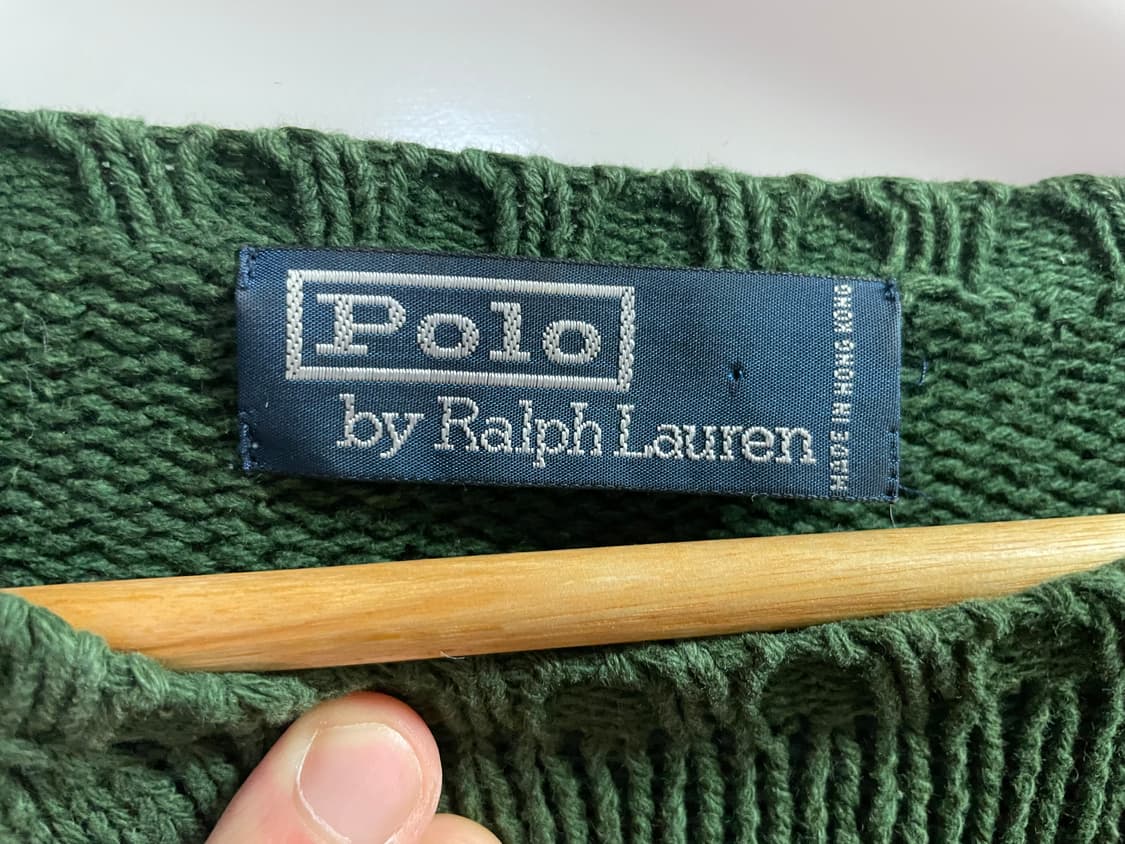 Polo
by Ralph Lauren
MADE IN HONG KONG